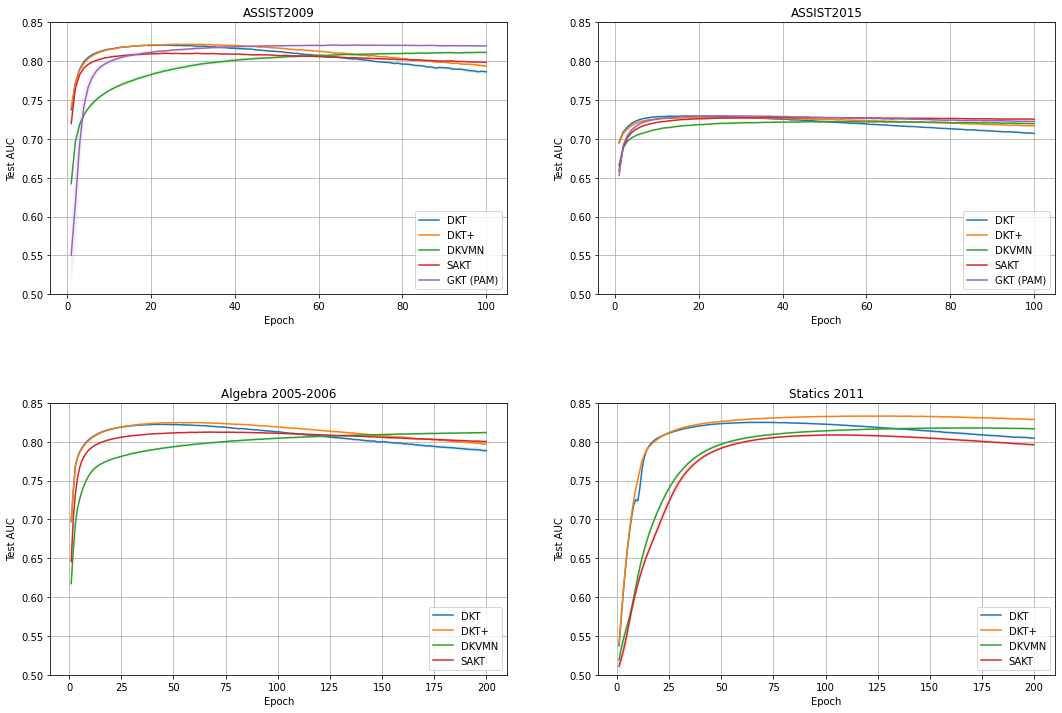 ASSIST2009
0.85
0.80
0.75
0.70
0.65
0.60
0.55
0.50
Test AUC
0 20 40 60 80 100
Epoch
DKT
DKT+
DKVMN
SAKT
GKT (PAM)
ASSIST2015
0.85
0.80
0.75
0.70
0.65
0.60
0.55
0.50
Test AUC
0 20 40 60 80 100
Epoch
DKT
DKT+
DKVMN
SAKT
GKT (PAM)
Algebra 2005-2006
0.85
0.80
0.75
0.70
0.65
0.60
0.55
0.50
Test AUC
0 25 50 75 100 125 150 175 200
Epoch
DKT
DKT+
DKVMN
SAKT
Statics 2011
0.85
0.80
0.75
0.70
0.65
0.60
0.55
0.50
Test AUC
0 25 50 75 100 125 150 175 200
Epoch
DKT
DKT+
DKVMN
SAKT